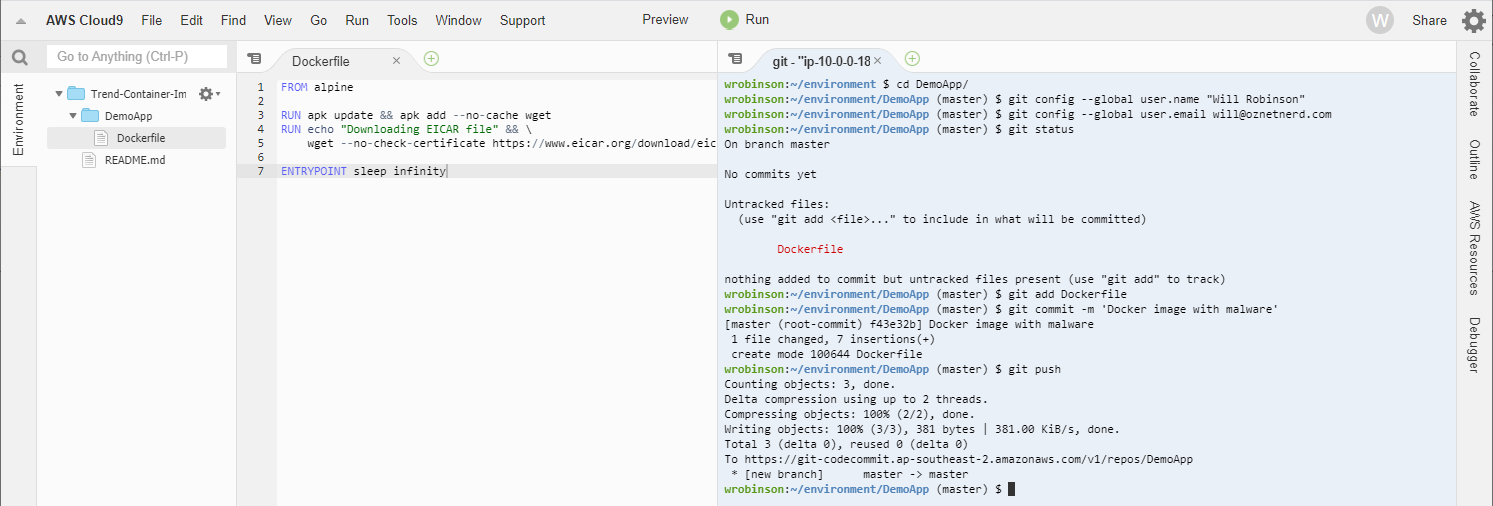 AWS Cloud9 File Edit Find View Go Run Tools Window Support Preview Run W Share
Go to Anything (Ctrl-P)
Environment
Trend-Container-Im
DemoApp
Dockerfile
README.md
Dockerfile
1 FROM alpine
2
3 RUN apk update && apk add --no-cache wget
4 RUN echo "Downloading EICAR file" && \
5     wget --no-check-certificate https://www.eicar.org/download/eic
6
7 ENTRYPOINT sleep infinity
git - "ip-10-0-0-18
wrobinson:~/environment $ cd DemoApp/
wrobinson:~/environment/DemoApp (master) $ git config --global user.name "Will Robinson"
wrobinson:~/environment/DemoApp (master) $ git config --global user.email will@oznetnerd.com
wrobinson:~/environment/DemoApp (master) $ git status
On branch master
No commits yet
Untracked files:
  (use "git add <file>..." to include in what will be committed)
        Dockerfile
nothing added to commit but untracked files present (use "git add" to track)
wrobinson:~/environment/DemoApp (master) $ git add Dockerfile
wrobinson:~/environment/DemoApp (master) $ git commit -m 'Docker image with malware'
[master (root-commit) f43e32b] Docker image with malware
 1 file changed, 7 insertions(+)
 create mode 100644 Dockerfile
wrobinson:~/environment/DemoApp (master) $ git push
Counting objects: 3, done.
Delta compression using up to 2 threads.
Compressing objects: 100% (2/2), done.
Writing objects: 100% (3/3), 381 bytes | 381.00 KiB/s, done.
Total 3 (delta 0), reused 0 (delta 0)
To https://git-codecommit.ap-southeast-2.amazonaws.com/v1/repos/DemoApp
 * [new branch]      master -> master
wrobinson:~/environment/DemoApp (master) $
Collaborate
Outline
AWS Resources
Debugger